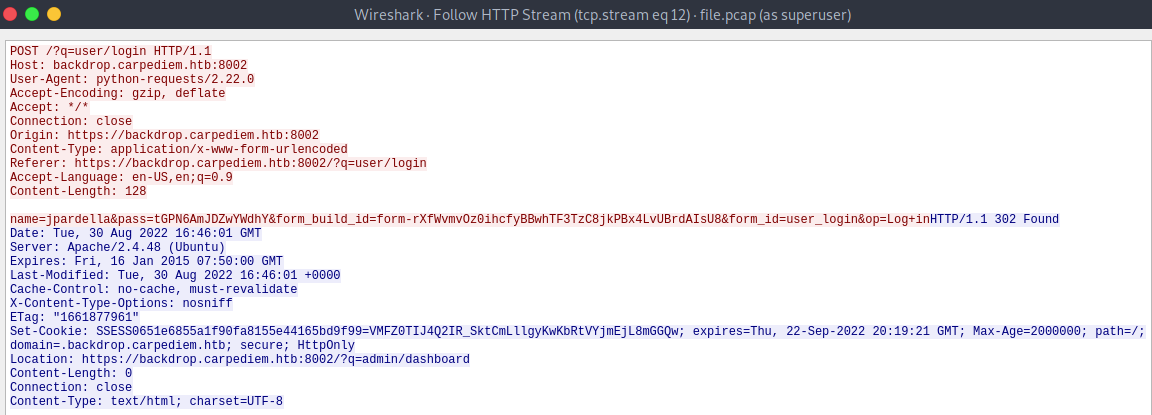 Wireshark · Follow HTTP Stream (tcp.stream eq 12) · file.pcap (as superuser)
POST /?q=user/login HTTP/1.1
Host: backdrop.carpediem.htb:8002
User-Agent: python-requests/2.22.0
Accept-Encoding: gzip, deflate
Accept: */*
Connection: close
Origin: https://backdrop.carpediem.htb:8002
Content-Type: application/x-www-form-urlencoded
Referer: https://backdrop.carpediem.htb:8002/?q=user/login
Accept-Language: en-US,en;q=0.9
Content-Length: 128
name=jpardella&pass=tGPN6AmJDZwYWdhY&form_build_id=form-rXfWvmvOz0ihcfyBBwhTF3TzC8jkPBx4LvUBrdAIsU8&form_id=user_login&op=Log+inHTTP/1.1 302 Found
Date: Tue, 30 Aug 2022 16:46:01 GMT
Server: Apache/2.4.48 (Ubuntu)
Expires: Fri, 16 Jan 2015 07:50:00 GMT
Last-Modified: Tue, 30 Aug 2022 16:46:01 +0000
Cache-Control: no-cache, must-revalidate
X-Content-Type-Options: nosniff
ETag: "1661877961"
Set-Cookie: SSESS0651e6855a1f90fa8155e44165bd9f99=VMFZ0TIJ4Q2IR_SktCmLllgyKwKbRtVYjmEjL8mGGQw; expires=Thu, 22-Sep-2022 20:19:21 GMT; Max-Age=2000000; path=/;
domain=.backdrop.carpediem.htb; secure; HttpOnly
Location: https://backdrop.carpediem.htb:8002/?q=admin/dashboard
Content-Length: 0
Connection: close
Content-Type: text/html; charset=UTF-8